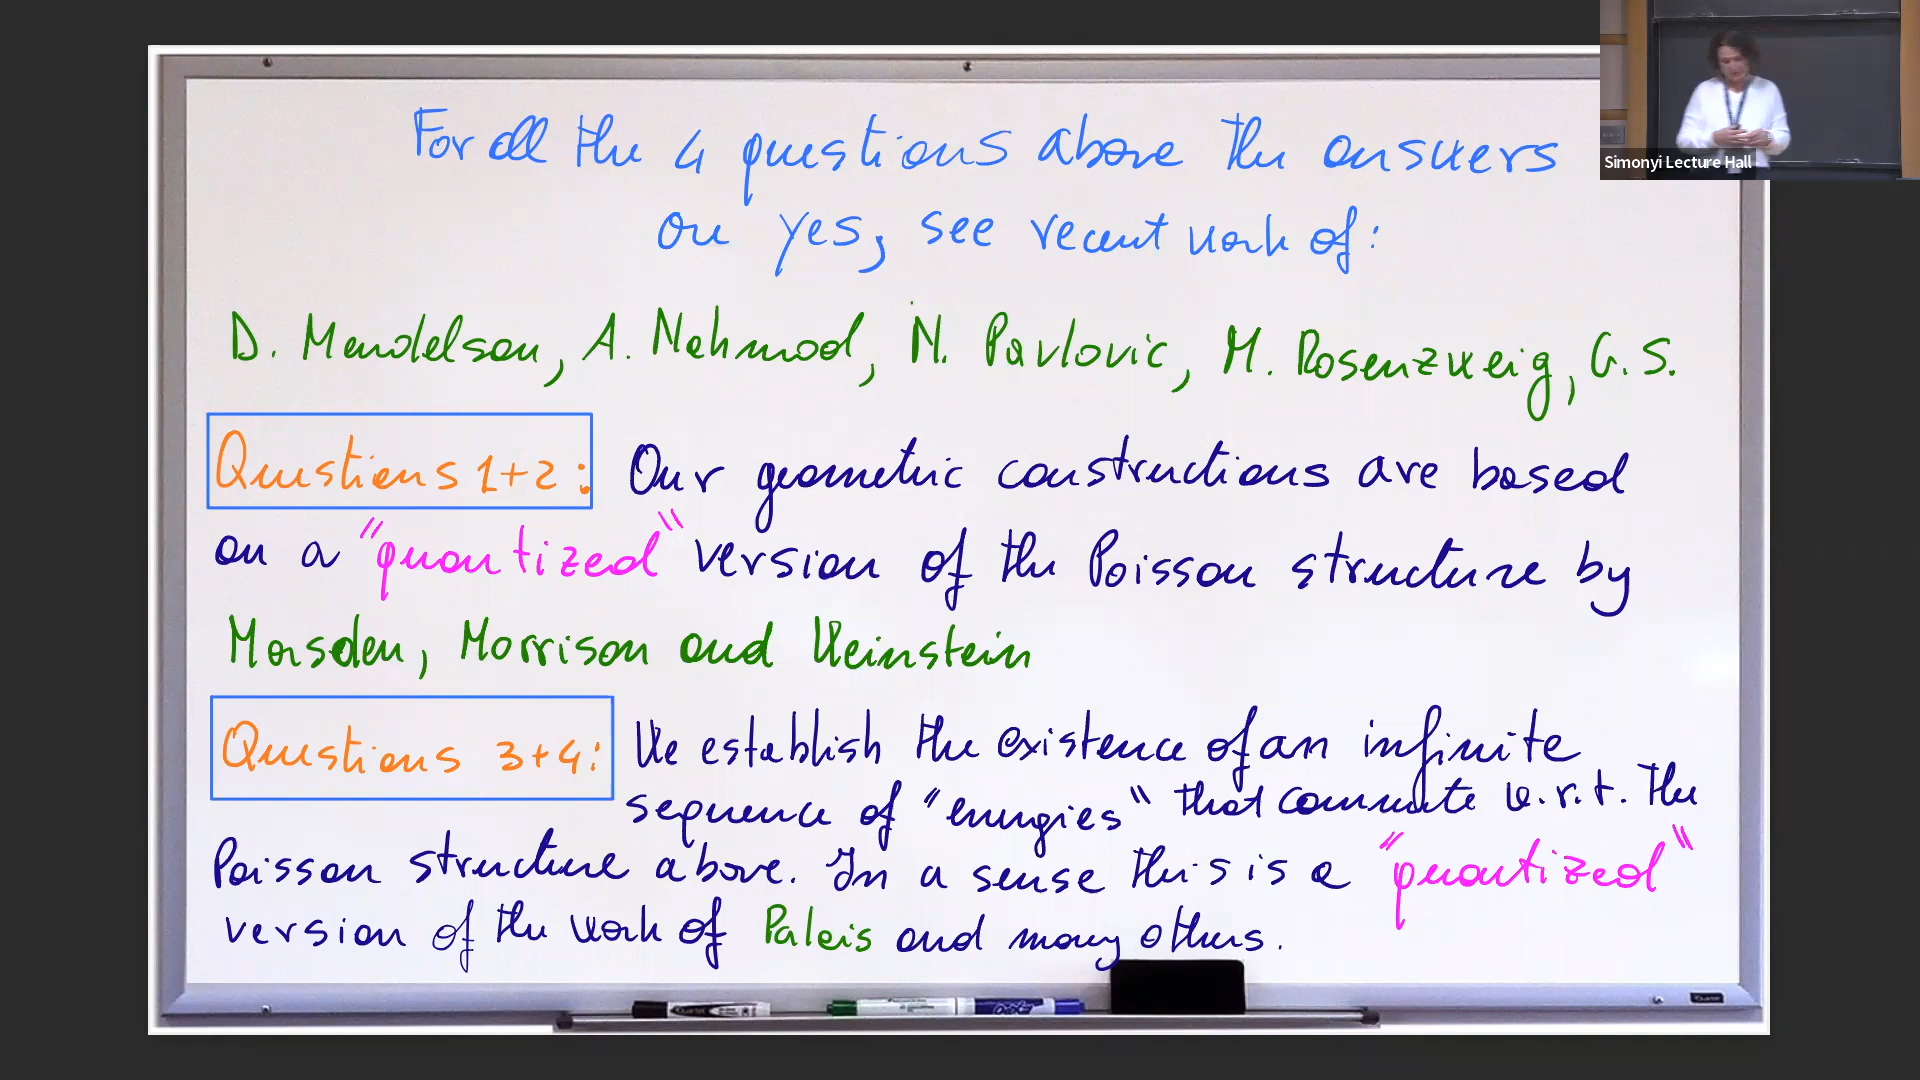 For all the 4 questions above the answers
are yes, see recent work of:
D. Mendelson, A. Nahmod, N. Pavlovic, M. Rosenzweig, G. S.
Questions 1+2: Our geometric constructions are based
on a "quantized" version of the Poisson structure by
Marsden, Morrison and Weinstein
Questions 3+4: We establish the existence of an infinite
sequence of "energies" that commute w.r.t. the
Poisson structure above. In a sense this is a "quantized"
version of the work of Palais and many others.
Simonyi Lecture Hall